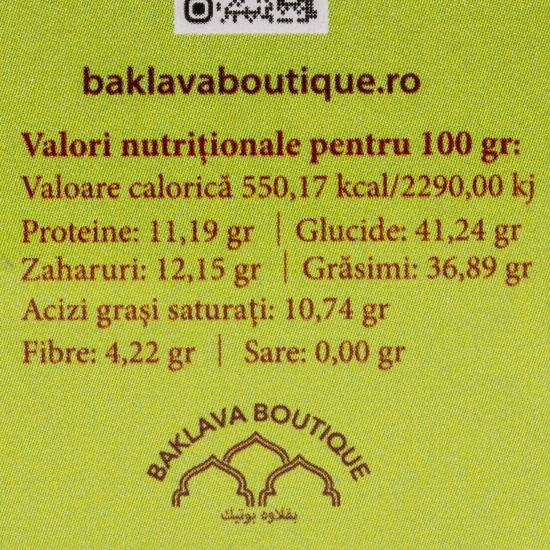 baklavaboutique.ro
Valori nutriționale pentru 100 gr:
Valoare calorică 550,17 kcal/2290,00 kj
Proteine: 11,19 gr | Glucide: 41,24 gr
Zaharuri: 12,15 gr | Grăsimi: 36,89 gr
Acizi grași saturați: 10,74 gr
Fibre: 4,22 gr | Sare: 0,00 gr
BAKLAVA BOUTIQUE
بقلاوه بوتيك